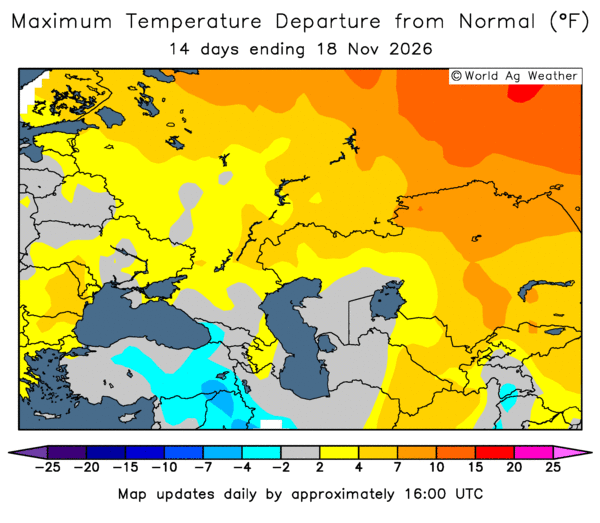 Maximum Temperature Departure from Normal (°F)
14 days ending 18 Nov 2026
©World Ag Weather
-25 -20 -15 -10 -7 -4 -2 2 4 7 10 15 20 25
Map updates daily by approximately 16:00 UTC